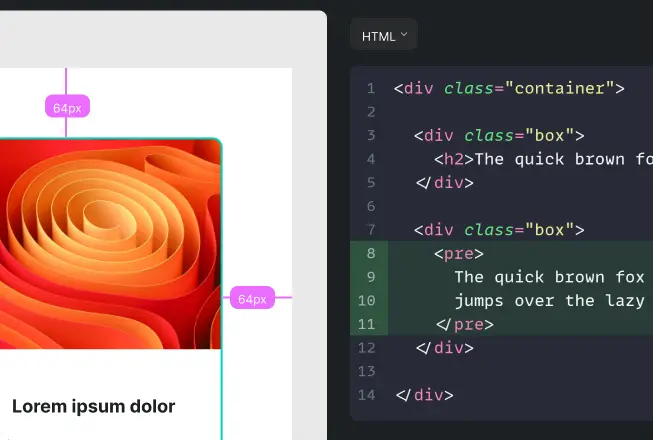 64px
64px
Lorem ipsum dolor
HTML
1 <div class="container">
2
3 <div class="box">
4 <h2>The quick brown fo
5 </div>
6
7 <div class="box">
8 <pre>
9 The quick brown fox
10 jumps over the lazy
11 </pre>
12 </div>
13
14 </div>